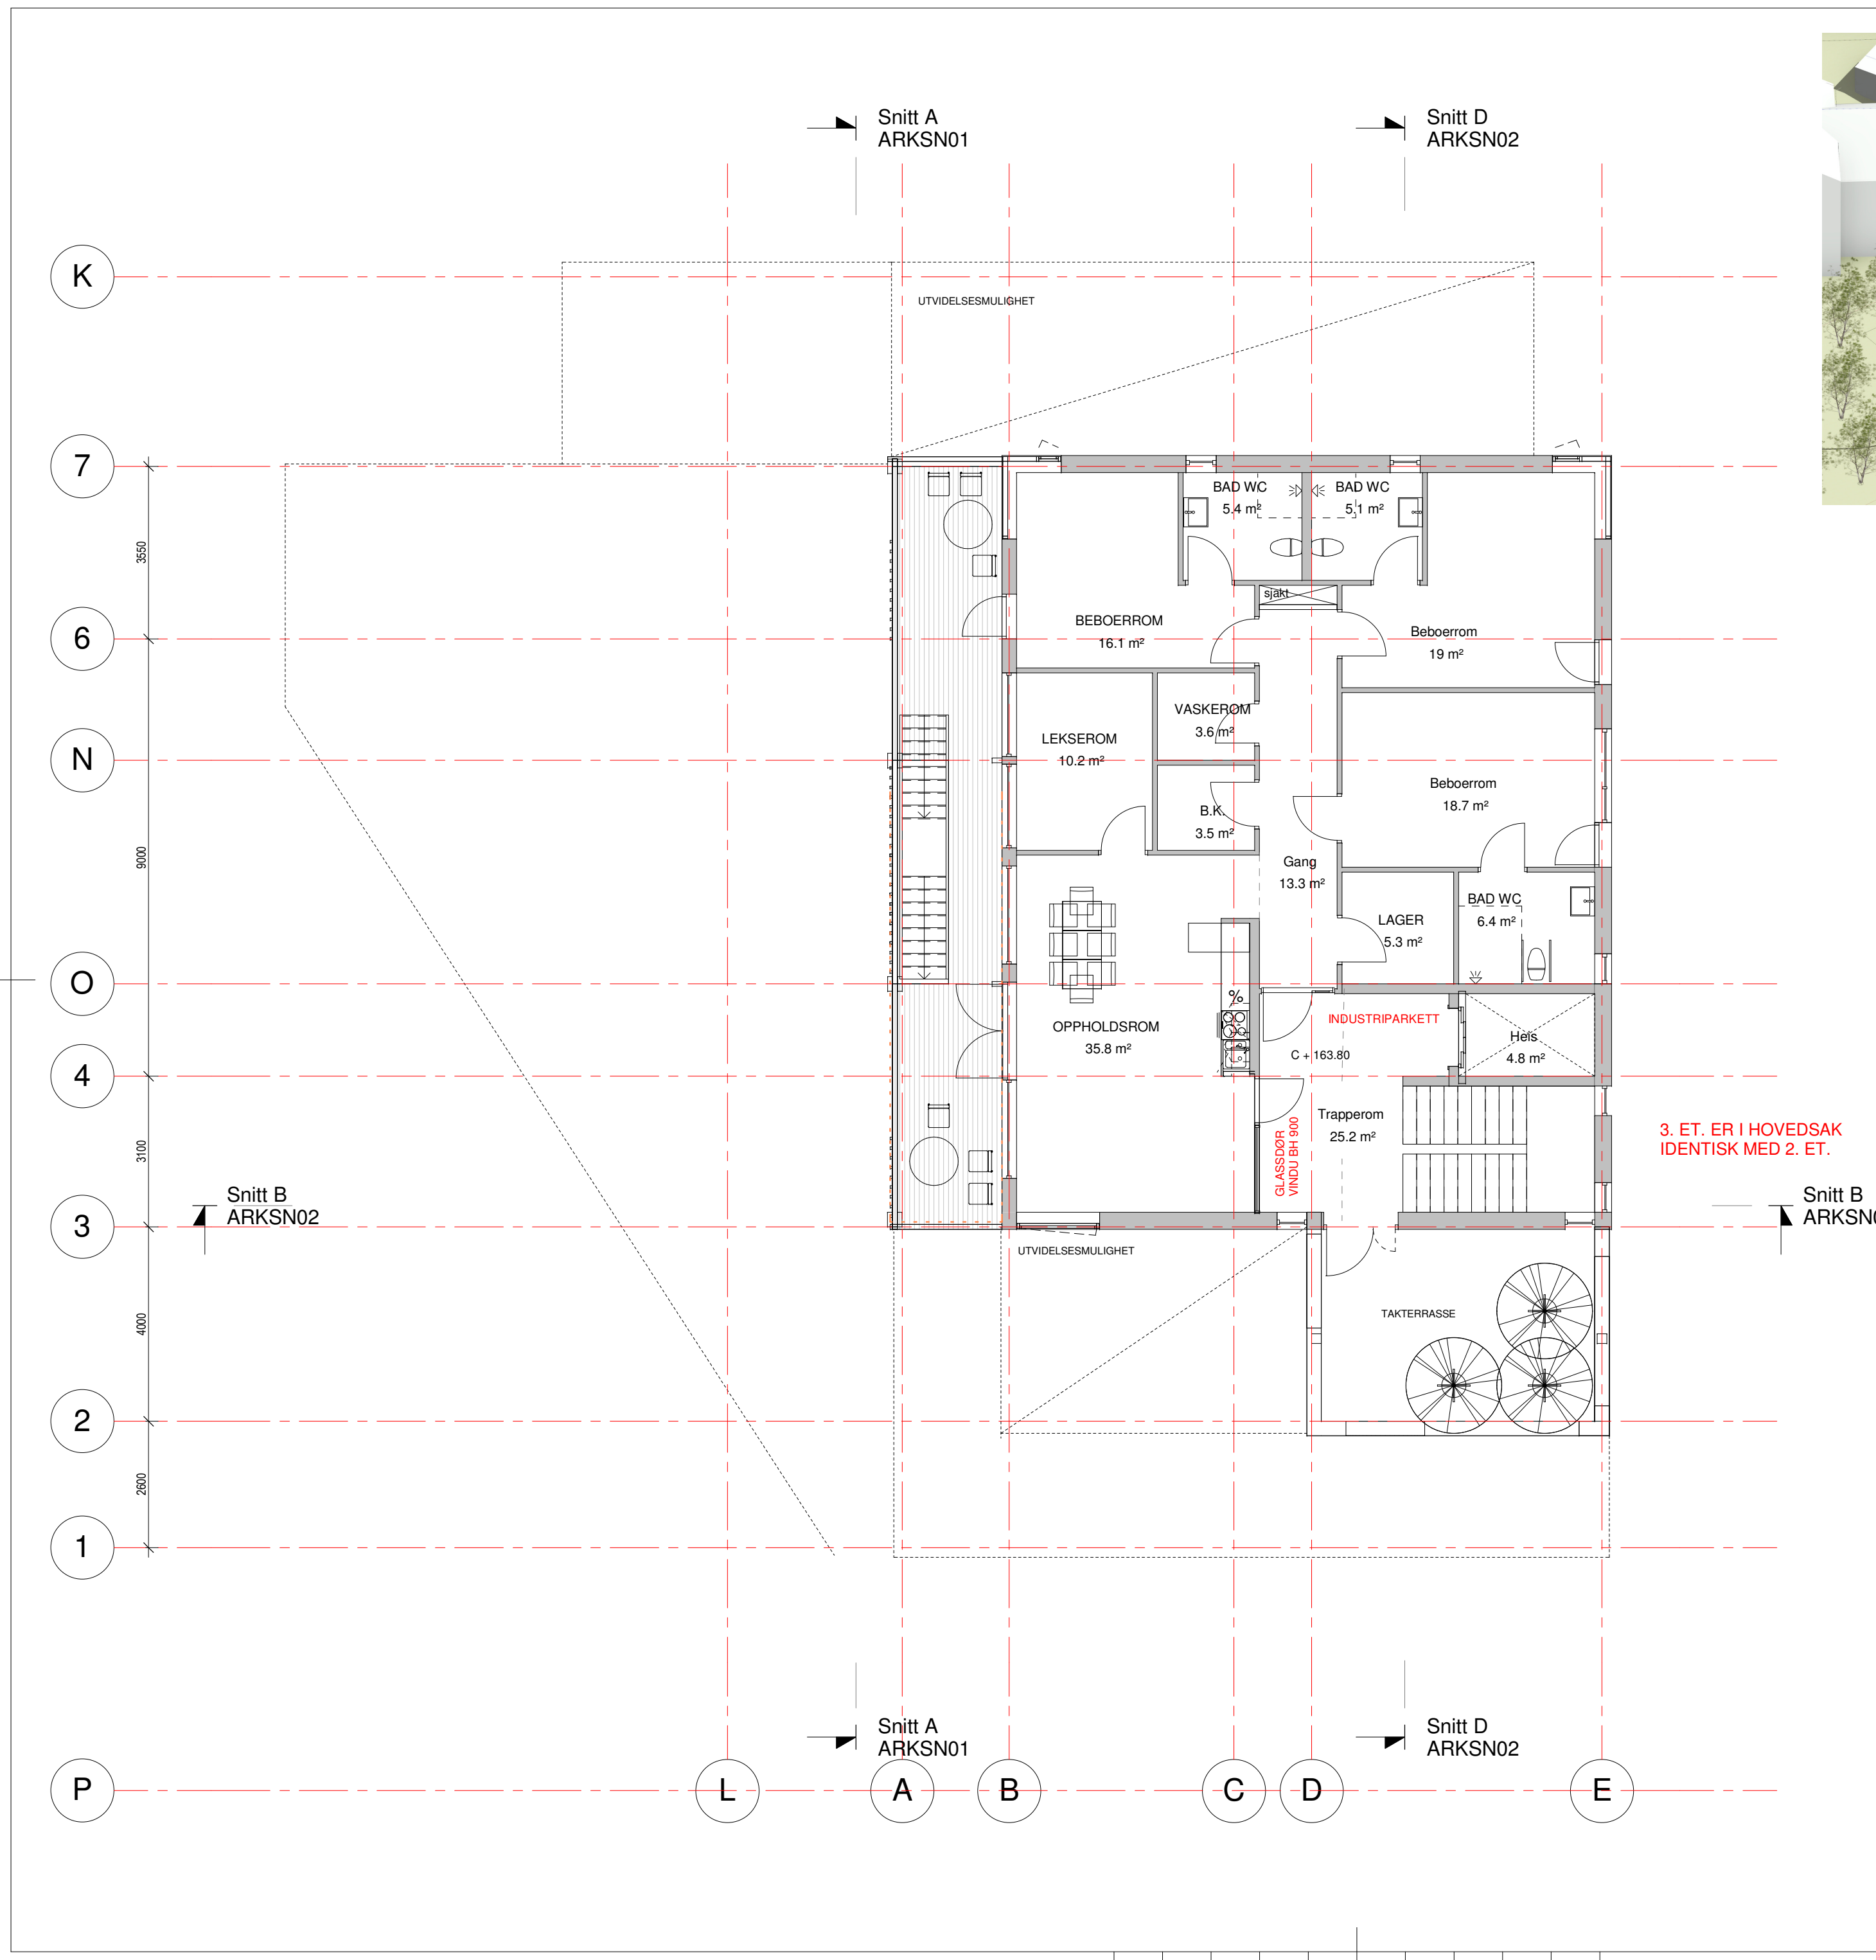 Snitt A
ARKSN01
Snitt D
ARKSN02
K
UTVIDELSESMULIGHET
7
BAD WC
5.4 m²
BAD WC
5.1 m²
3550
sjakt
BEBOERROM
16.1 m²
Beboerrom
19 m²
6
VASKEROM
3.6 m²
LEKSEROM
10.2 m²
N
Beboerrom
18.7 m²
B.K.
3.5 m²
9000
Gang
13.3 m²
BAD WC
6.4 m²
LAGER
5.3 m²
O
%
OPPHOLDSROM
35.8 m²
INDUSTRIPARKETT
C + 163.80
Heis
4.8 m²
4
Trapperom
25.2 m²
3100
GLASSDØR
VINDU BH 900
3. ET. ER I HOVEDSAK
IDENTISK MED 2. ET.
Snitt B
ARKSN02
Snitt B
3
UTVIDELSESMULIGHET
4000
TAKTERRASSE
2
2600
1
Snitt A
ARKSN01
Snitt D
ARKSN02
P
L
A
B
C
D
E